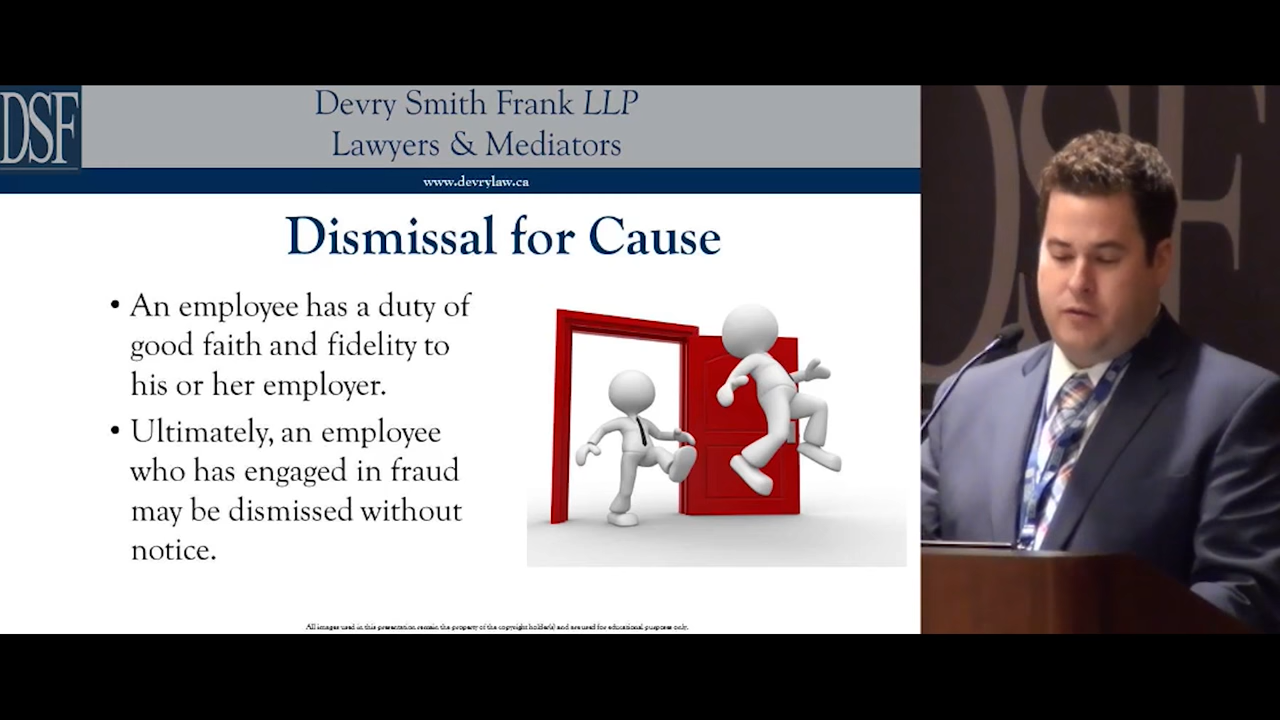 DSF
Devry Smith Frank LLP
Lawyers & Mediators
www.devrylaw.ca
Dismissal for Cause
• An employee has a duty of
good faith and fidelity to
his or her employer.
• Ultimately, an employee
who has engaged in fraud
may be dismissed without
notice.
All images used in this presentation remain the property of the copyright holder(s) and are used for educational purposes only.
DSF